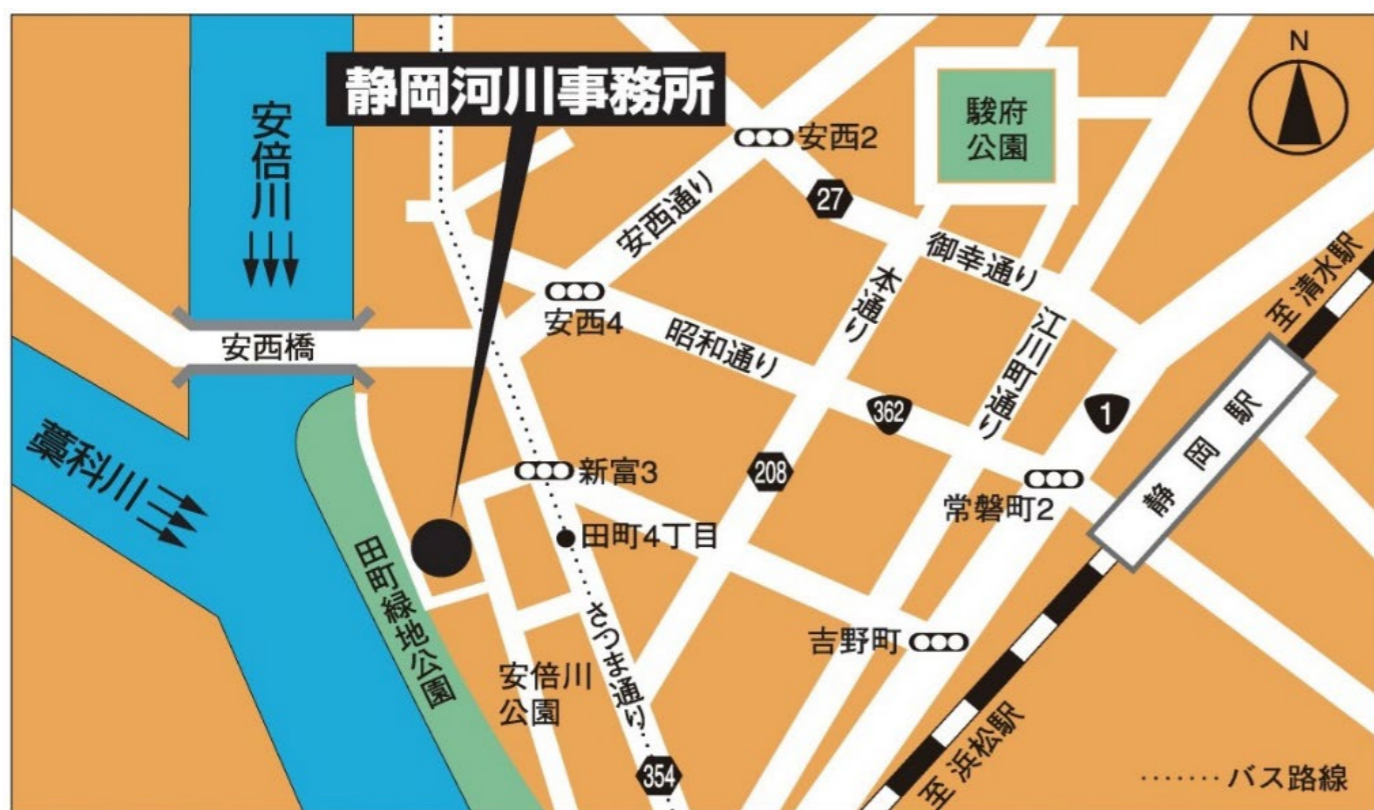 静岡河川事務所
N
安倍川
安西2
駿府
公園
27
安西通り
御幸通り
本通り
至 清水駅
安西橋
安西4
昭和通り
江川町通り
362
1
静岡駅
藁科川
新富3
208
常磐町2
田町4丁目
田町緑地公園
さつま通り
吉野町
安倍川
公園
354
至 浜松駅
バス路線